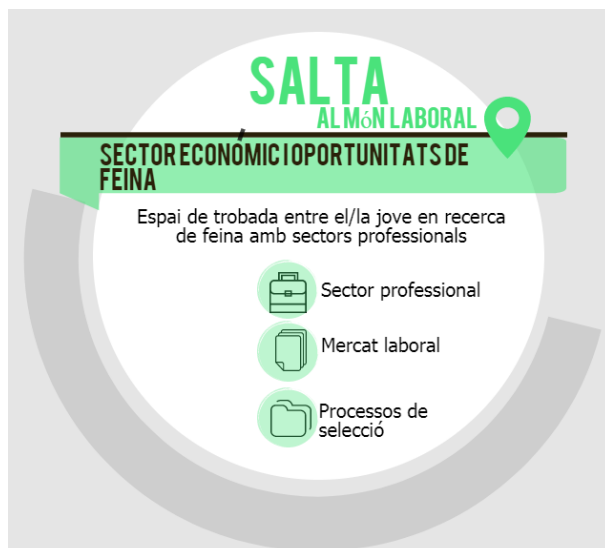 SALTA
AL MóN LABORAL
SECTOR ECONÓMIC I OPORTUNITATS DE
FEINA
Espai de trobada entre el/la jove en recerca
de feina amb sectors professionals
Sector professional
Mercat laboral
Processos de
selecció